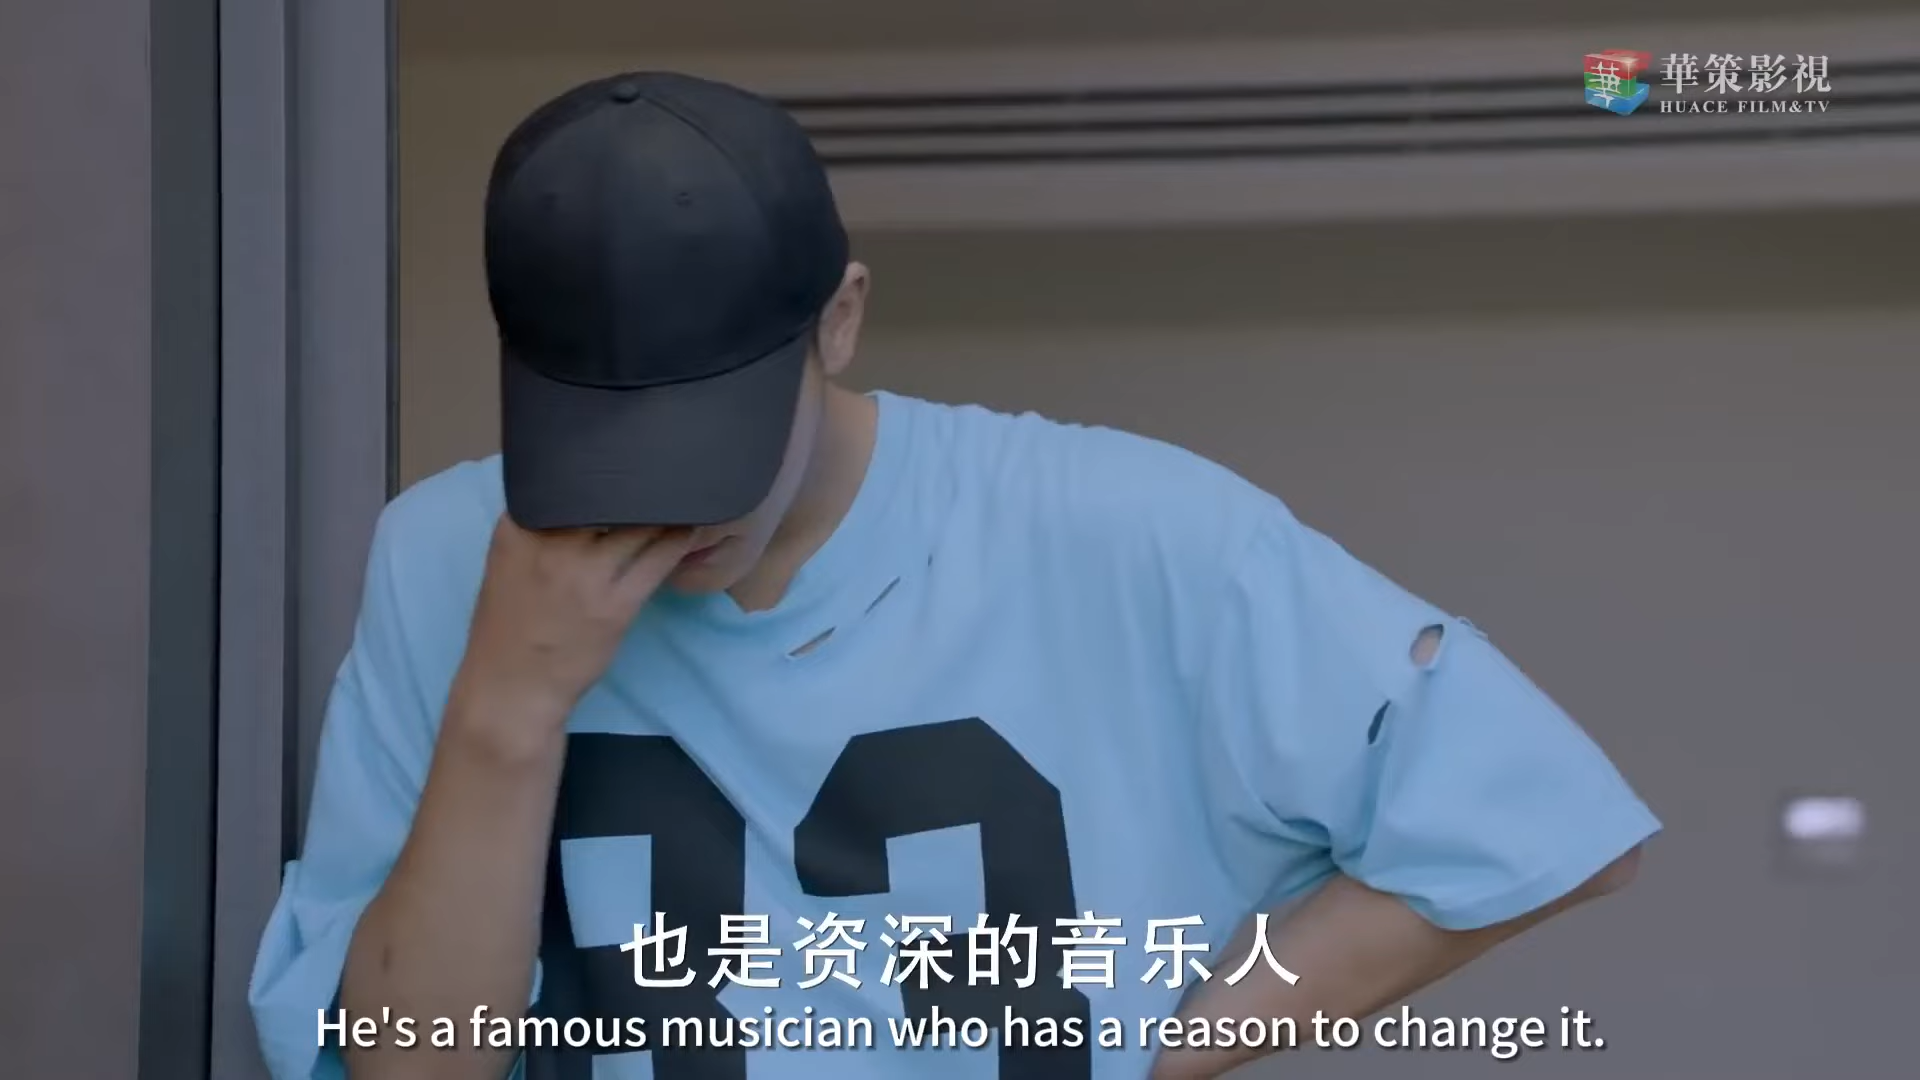 華策影視
HUACE FILM&TV
也是资深的音乐人
He's a famous musician who has a reason to change it.